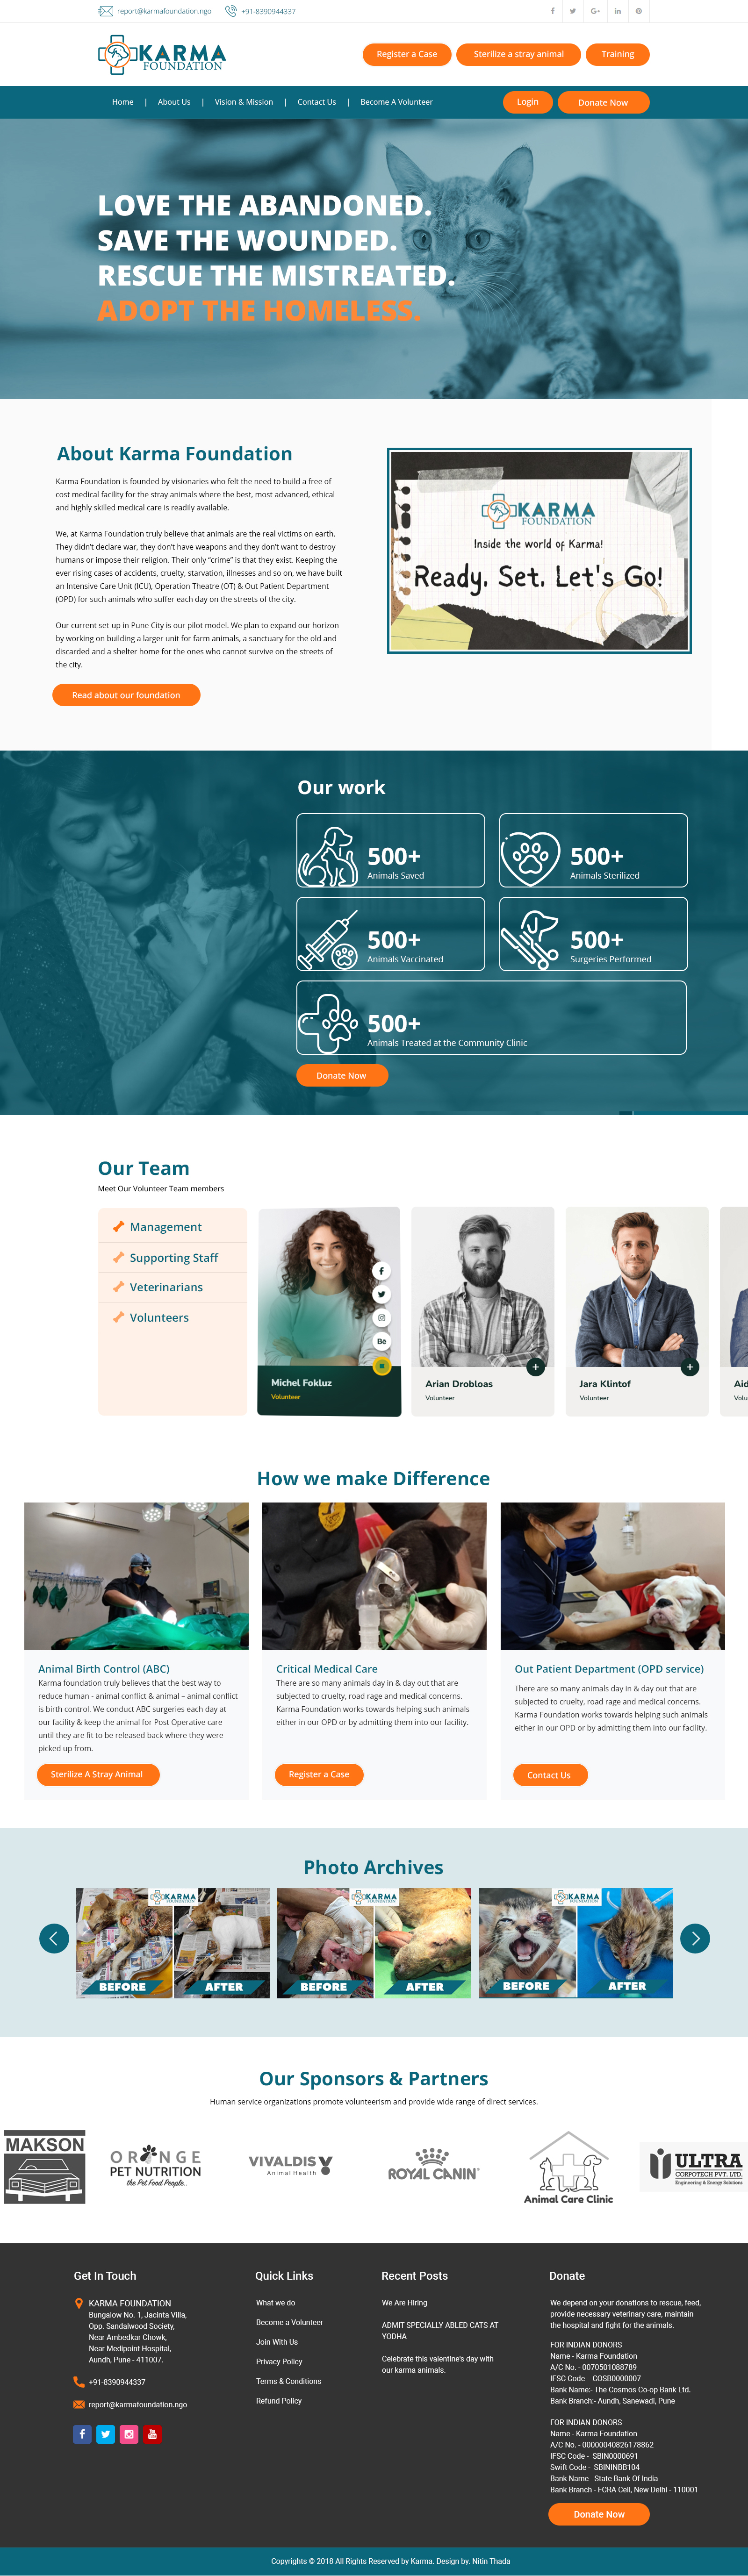 report@karmafoundation.ngo
+91-8390944337
KARMA
FOUNDATION
Register a Case
Sterilize a stray animal
Training
Home | About Us | Vision & Mission | Contact Us | Become A Volunteer
Login
Donate Now
LOVE THE ABANDONED.
SAVE THE WOUNDED.
RESCUE THE MISTREATED.
ADOPT THE HOMELESS.
About Karma Foundation
Karma Foundation is founded by visionaries who felt the need to build a free of
cost medical facility for the stray animals where the best, most advanced, ethical
and highly skilled medical care is readily available.
We, at Karma Foundation truly believe that animals are the real victims on earth.
They didn't declare war, they don't have weapons and they don't want to destroy
humans or impose their religion. Their only "crime" is that they exist. Keeping the
ever rising cases of accidents, cruelty, starvation, illnesses and so on, we have built
an Intensive Care Unit (ICU), Operation Theatre (OT) & Out Patient Department
(OPD) for such animals who suffer each day on the streets of the city.
Our current set-up in Pune City is our pilot model. We plan to expand our horizon
by working on building a larger unit for farm animals, a sanctuary for the old and
discarded and a shelter home for the ones who cannot survive on the streets of
the city.
Read about our foundation
KARMA
FOUNDATION
Inside the world of Karma!
Ready, Set, Let's Go!
Our work
500+
Animals Saved
500+
Animals Sterilized
500+
Animals Vaccinated
500+
Surgeries Performed
500+
Animals Treated at the Community Clinic
Donate Now
Our Team
Meet Our Volunteer Team members
Management
Supporting Staff
Veterinarians
Volunteers
Michel Fokluz
Volunteer
Arian Drobloas
Volunteer
Jara Klintof
Volunteer
Aid
Volu
How we make Difference
Animal Birth Control (ABC)
Karma foundation truly believes that the best way to
reduce human - animal conflict & animal – animal conflict
is birth control. We conduct ABC surgeries each day at
our facility & keep the animal for Post Operative care
until they are fit to be released back where they were
picked up from.
Sterilize A Stray Animal
Critical Medical Care
There are so many animals day in & day out that are
subjected to cruelty, road rage and medical concerns.
Karma Foundation works towards helping such animals
either in our OPD or by admitting them into our facility.
Register a Case
Out Patient Department (OPD service)
There are so many animals day in & day out that are
subjected to cruelty, road rage and medical concerns.
Karma Foundation works towards helping such animals
either in our OPD or by admitting them into our facility.
Contact Us
Photo Archives
KARMA
FOUNDATION
BEFORE
AFTER
KARMA
FOUNDATION
BEFORE
AFTER
KARMA
FOUNDATION
BEFORE
AFTER
Our Sponsors & Partners
Human service organizations promote volunteerism and provide wide range of direct services.
MAKSON
ORANGE
PET NUTRITION
the Pet Food People..
VIVALDIS
Animal Health
ROYAL CANIN
Animal Care Clinic
ULTRA
CORPOTECH PVT. LTD.
Engineering & Energy Solutions
Get In Touch
KARMA FOUNDATION
Bungalow No. 1, Jacinta Villa,
Opp. Sandalwood Society,
Near Ambedkar Chowk,
Near Medipoint Hospital,
Aundh, Pune - 411007.
+91-8390944337
report@karmafoundation.ngo
Quick Links
What we do
Become a Volunteer
Join With Us
Privacy Policy
Terms & Conditions
Refund Policy
Recent Posts
We Are Hiring
ADMIT SPECIALLY ABLED CATS AT
YODHA
Celebrate this valentine's day with
our karma animals.
Donate
We depend on your donations to rescue, feed,
provide necessary veterinary care, maintain
the hospital and fight for the animals.
FOR INDIAN DONORS
Name - Karma Foundation
A/C No. - 0070501088789
IFSC Code - COSB0000007
Bank Name:- The Cosmos Co-op Bank Ltd.
Bank Branch:- Aundh, Sanewadi, Pune
FOR INDIAN DONORS
Name - Karma Foundation
A/C No. - 00000040826178862
IFSC Code - SBIN0000691
Swift Code - SBININBB104
Bank Name - State Bank Of India
Bank Branch - FCRA Cell, New Delhi - 110001
Donate Now
Copyrights © 2018 All Rights Reserved by Karma. Design by. Nitin Thada